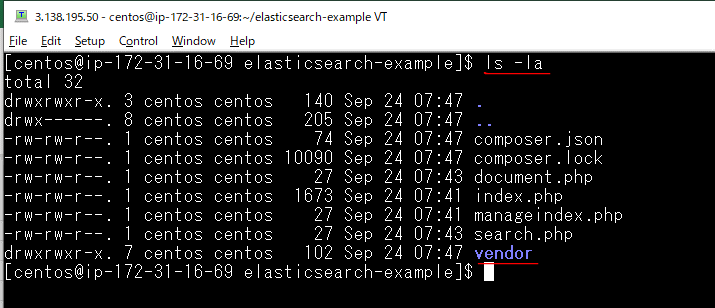 3.138.195.50 - centos@ip-172-31-16-69:~/elasticsearch-example VT
File Edit Setup Control Window Help
[centos@ip-172-31-16-69 elasticsearch-example]$ ls -la
total 32
drwxrwxr-x. 3 centos centos 140 Sep 24 07:47 .
drwx------. 8 centos centos 205 Sep 24 07:47 ..
-rw-rw-r--. 1 centos centos 74 Sep 24 07:47 composer.json
-rw-rw-r--. 1 centos centos 10090 Sep 24 07:47 composer.lock
-rw-rw-r--. 1 centos centos 27 Sep 24 07:43 document.php
-rw-rw-r--. 1 centos centos 1673 Sep 24 07:41 index.php
-rw-rw-r--. 1 centos centos 27 Sep 24 07:41 manageindex.php
-rw-rw-r--. 1 centos centos 27 Sep 24 07:43 search.php
drwxrwxr-x. 7 centos centos 102 Sep 24 07:47 vendor
[centos@ip-172-31-16-69 elasticsearch-example]$